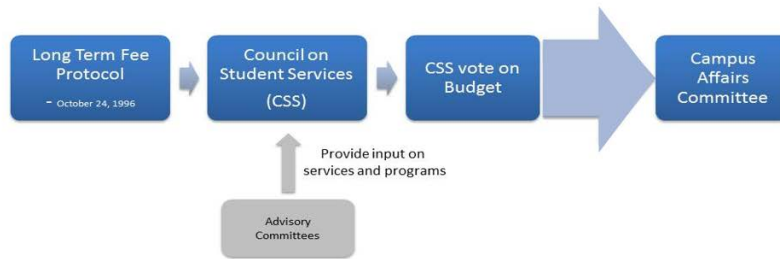 Long Term Fee
Protocol
- October 24, 1996
Council on
Student Services
(CSS)
CSS vote on
Budget
Campus
Affairs
Committee
Provide input on
services and programs
Advisory
Committees